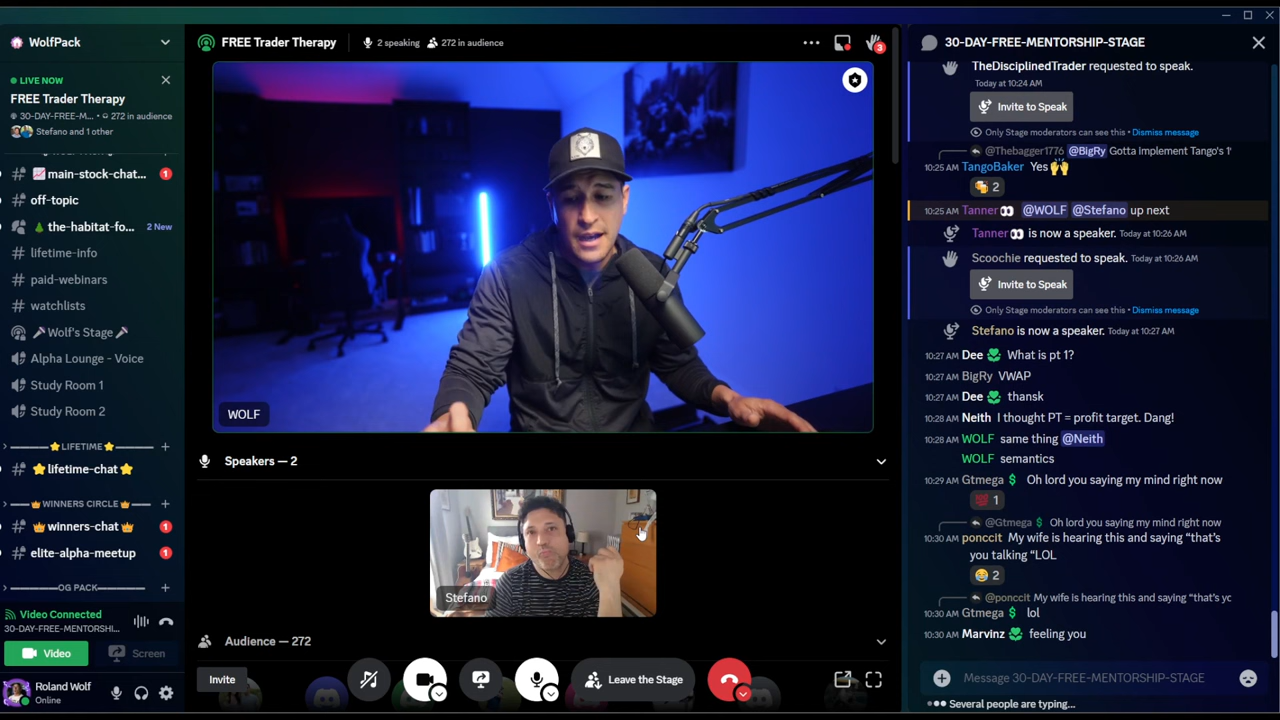 WolfPack
LIVE NOW
FREE Trader Therapy
30-DAY-FREE-M... • 272 in audience
Stefano and 1 other
main-stock-chat... 1
off-topic
the-habitat-fo... 2 New
lifetime-info
paid-webinars
watchlists
Wolf's Stage
Alpha Lounge - Voice
Study Room 1
Study Room 2
LIFETIME
lifetime-chat
WINNERS CIRCLE
winners-chat 1
elite-alpha-meetup 1
OG PACK
Video Connected
30-DAY-FREE-MENTORSHI...
Video Screen
Roland Wolf
Online
FREE Trader Therapy 2 speaking 272 in audience
3
WOLF
Speakers — 2
Stefano
Audience — 272
Invite
Leave the Stage
30-DAY-FREE-MENTORSHIP-STAGE
TheDisciplinedTrader requested to speak.
Today at 10:24 AM
Invite to Speak
Only Stage moderators can see this • Dismiss message
@Thebagger1776 @BigRy Gotta implement Tango's
10:25 AM TangoBaker Yes 🙌
🍻 2
10:25 AM Tanner👀 @WOLF @Stefano up next
Tanner👀 is now a speaker. Today at 10:26 AM
Scoochie requested to speak. Today at 10:26 AM
Invite to Speak
Only Stage moderators can see this • Dismiss message
Stefano is now a speaker. Today at 10:27 AM
10:27 AM Dee What is pt 1?
10:27 AM BigRy VWAP
10:27 AM Dee thansk
10:28 AM Neith I thought PT = profit target. Dang!
10:28 AM WOLF same thing @Neith
WOLF semantics
10:29 AM Gtmega $ Oh lord you saying my mind right now
💯 1
@Gtmega $ Oh lord you saying my mind right now
10:30 AM ponccit My wife is hearing this and saying “that’s
you talking “LOL
😂 2
@ponccit My wife is hearing this and saying “that's yc
10:30 AM Gtmega $ lol
10:30 AM Marvinz feeling you
Message 30-DAY-FREE-MENTORSHIP-STAGE
Several people are typing...